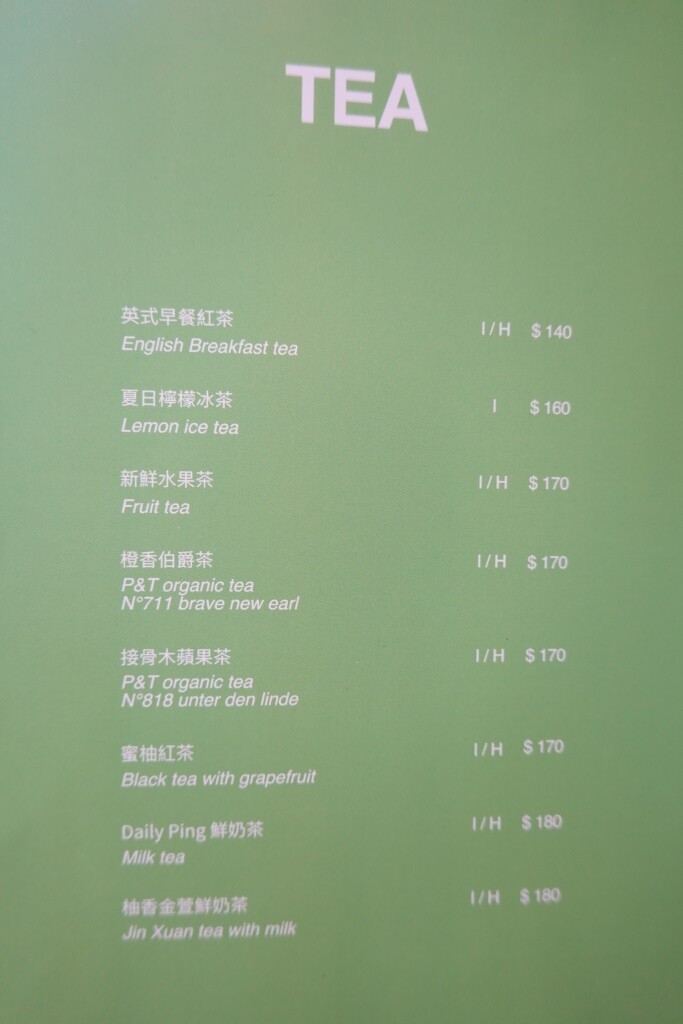 TEA
英式早餐紅茶 I / H $ 140
English Breakfast tea
夏日檸檬冰茶 I $ 160
Lemon ice tea
新鮮水果茶 I / H $ 170
Fruit tea
橙香伯爵茶 I / H $ 170
P&T organic tea
N°711 brave new earl
接骨木蘋果茶 I / H $ 170
P&T organic tea
N°818 unter den linde
蜜柚紅茶 I / H $ 170
Black tea with grapefruit
Daily Ping 鮮奶茶 I / H $ 180
Milk tea
柚香金萱鮮奶茶 I / H $ 180
Jin Xuan tea with milk